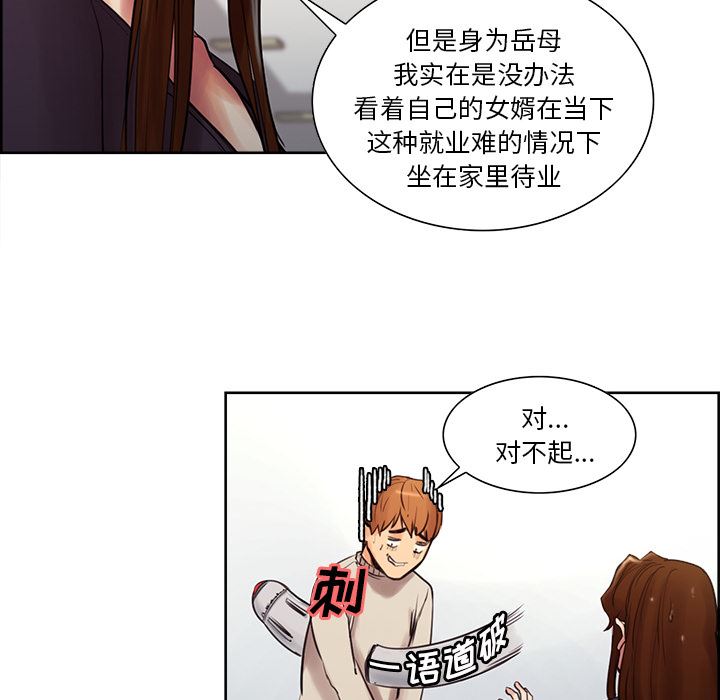 但是身为岳母
我实在是没办法
看着自己的女婿在当下
这种就业难的情况下
坐在家里待业
对...
对不起...
刺
一语道破